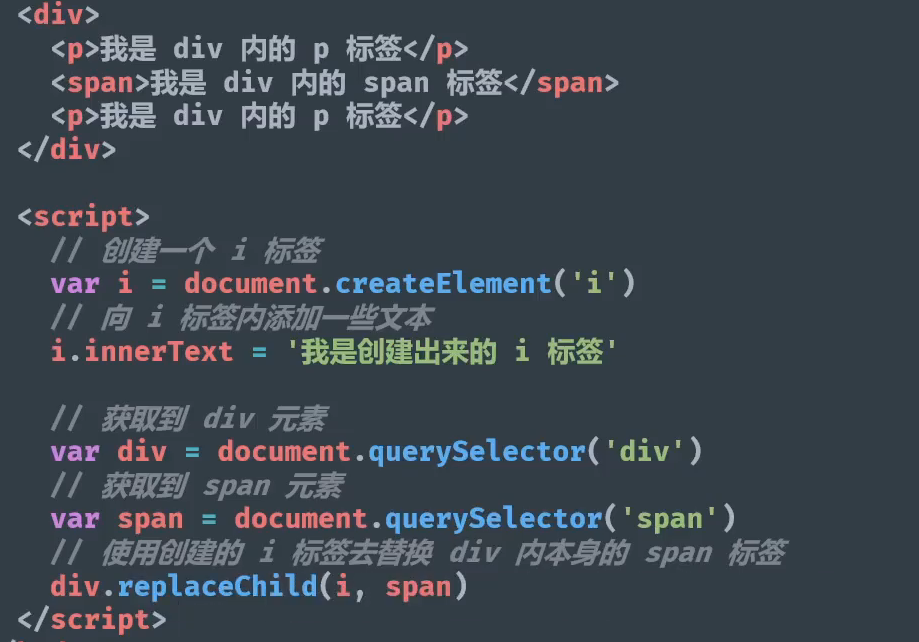 <div>
  <p>我是 div 内的 p 标签</p>
  <span>我是 div 内的 span 标签</span>
  <p>我是 div 内的 p 标签</p>
</div>

<script>
  // 创建一个 i 标签
  var i = document.createElement('i')
  // 向 i 标签内添加一些文本
  i.innerText = '我是创建出来的 i 标签'

  // 获取到 div 元素
  var div = document.querySelector('div')
  // 获取到 span 元素
  var span = document.querySelector('span')
  // 使用创建的 i 标签去替换 div 内本身的 span 标签
  div.replaceChild(i, span)
</script>